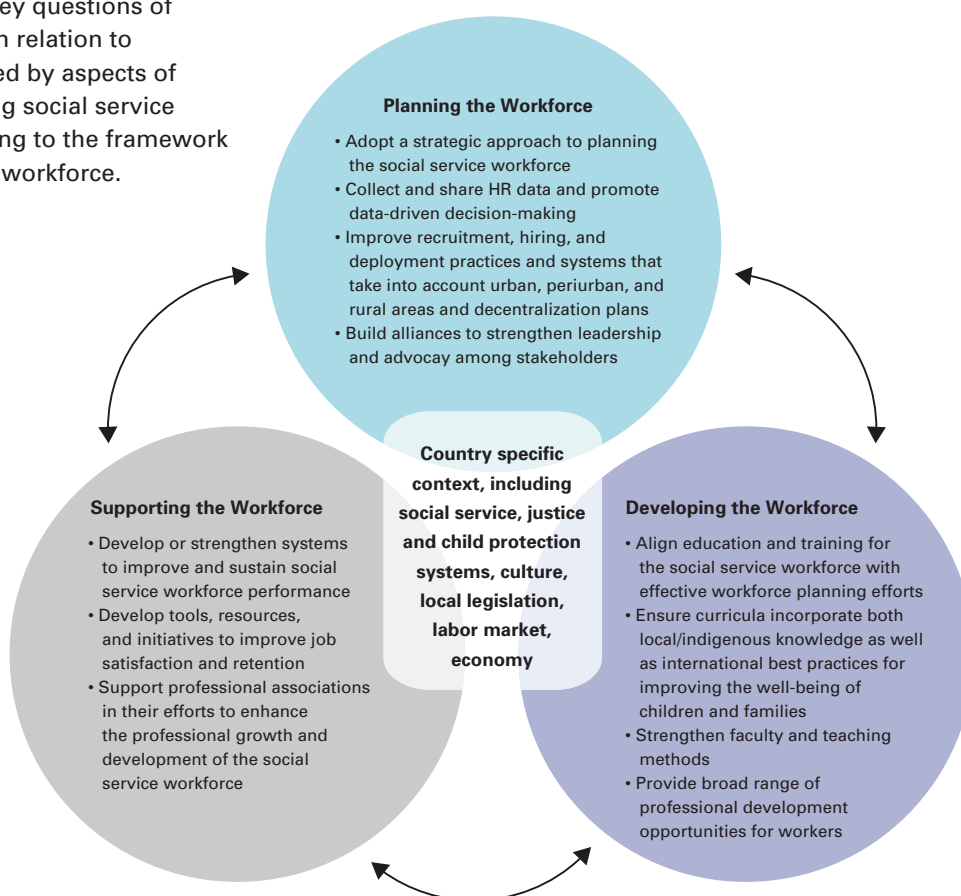 ey questions of
n relation to
ed by aspects of
g social service
ing to the framework
workforce.
Planning the Workforce
• Adopt a strategic approach to planning
the social service workforce
• Collect and share HR data and promote
data-driven decision-making
• Improve recruitment, hiring, and
deployment practices and systems that
take into account urban, periurban, and
rural areas and decentralization plans
• Build alliances to strengthen leadership
and advocay among stakeholders
Country specific
context, including
social service, justice
and child protection
systems, culture,
local legislation,
labor market,
economy
Supporting the Workforce
• Develop or strengthen systems
to improve and sustain social
service workforce performance
• Develop tools, resources,
and initiatives to improve job
satisfaction and retention
• Support professional associations
in their efforts to enhance
the professional growth and
development of the social
service workforce
Developing the Workforce
• Align education and training for
the social service workforce with
effective workforce planning efforts
• Ensure curricula incorporate both
local/indigenous knowledge as well
as international best practices for
improving the well-being of
children and families
• Strengthen faculty and teaching
methods
• Provide broad range of
professional development
opportunities for workers